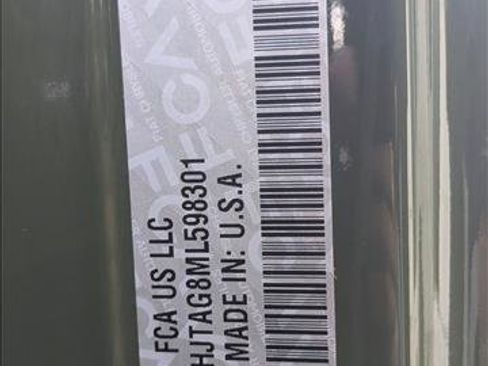 FCA US LLC
HJTAG8ML598301
MADE IN: U.S.A.